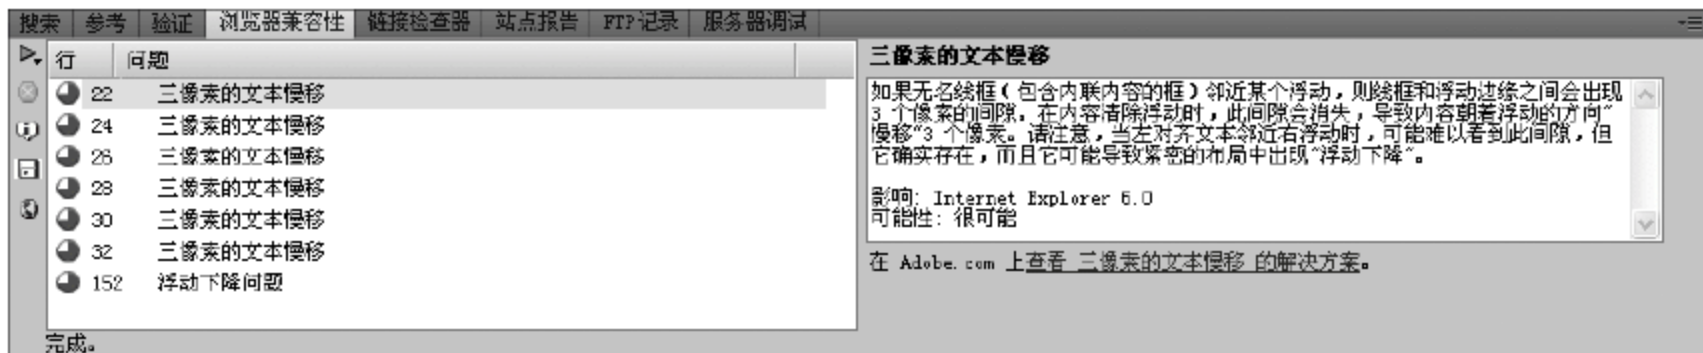 搜索 参考 验证 浏览器兼容性 链接检查器 站点报告 FTP记录 服务器调试
行 问题
22 三像素的文本慢移
24 三像素的文本慢移
26 三像素的文本慢移
28 三像素的文本慢移
30 三像素的文本慢移
32 三像素的文本慢移
152 浮动下降问题
完成。
三像素的文本慢移
如果无名线框(包含内联内容的框)邻近某个浮动,则线框和浮动边缘之间会出现
3 个像素的间隙。在内容清除浮动时,此间隙会消失,导致内容朝着浮动的方向"
慢移"3 个像素。请注意,当左对齐文本邻近右浮动时,可能难以看到此间隙,但
它确实存在,而且它可能导致紧密的布局中出现"浮动下降"。
影响: Internet Explorer 6.0
可能性: 很可能
在 Adobe.com 上查看 三像素的文本慢移 的解决方案。